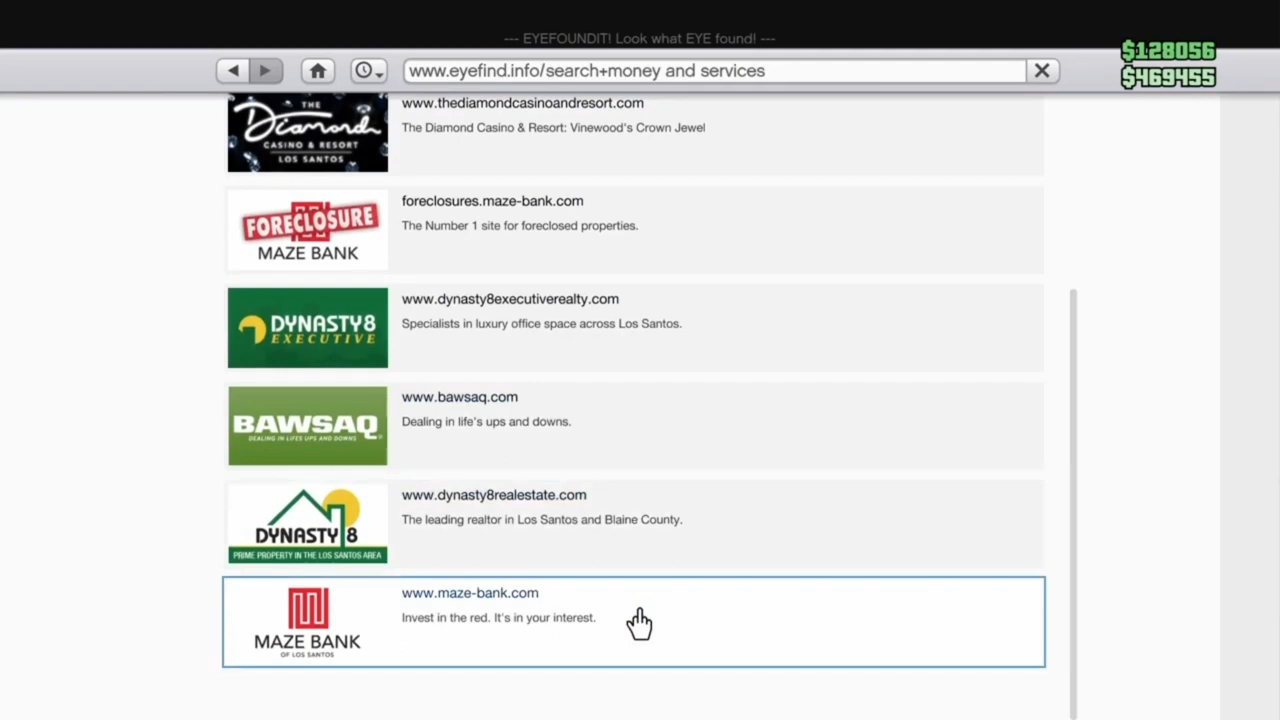 --- EYEFOUNDIT! Look what EYE found! ---
$128056
www.eyefind.info/search+money and services
$469455
THE
Diamond
CASINO & RESORT
LOS SANTOS
www.thediamondcasinoandresort.com
The Diamond Casino & Resort: Vinewood's Crown Jewel
FORECLOSURE
MAZE BANK
foreclosures.maze-bank.com
The Number 1 site for foreclosed properties.
DYNASTY8
EXECUTIVE
www.dynasty8executiverealty.com
Specialists in luxury office space across Los Santos.
BAWSAQ
DEALING IN LIFES UPS AND DOWNS
www.bawsaq.com
Dealing in life's ups and downs.
DYNASTY 8
PRIME PROPERTY IN THE LOS SANTOS AREA
www.dynasty8realestate.com
The leading realtor in Los Santos and Blaine County.
MAZE BANK
OF LOS SANTOS
www.maze-bank.com
Invest in the red. It's in your interest.